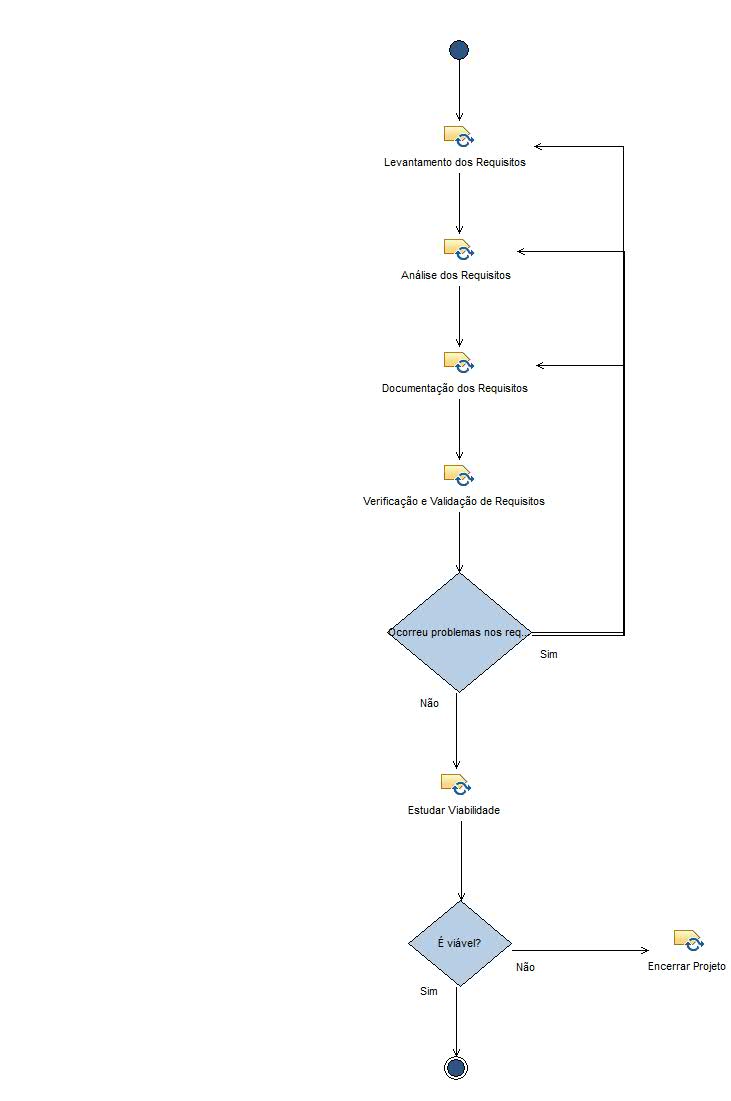 Levantamento dos Requisitos
Análise dos Requisitos
Documentação dos Requisitos
Verificação e Validação de Requisitos
Ocorreu problemas nos req...
Sim
Não
Estudar Viabilidade
É viável?
Não
Encerrar Projeto
Sim